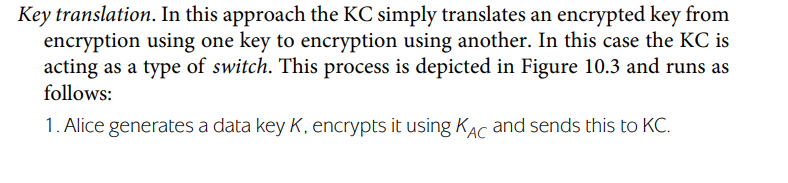 Key translation. In this approach the KC simply translates an encrypted key from
encryption using one key to encryption using another. In this case the KC is
acting as a type of switch. This process is depicted in Figure 10.3 and runs as
follows:
1. Alice generates a data key K, encrypts it using K_AC and sends this to KC.